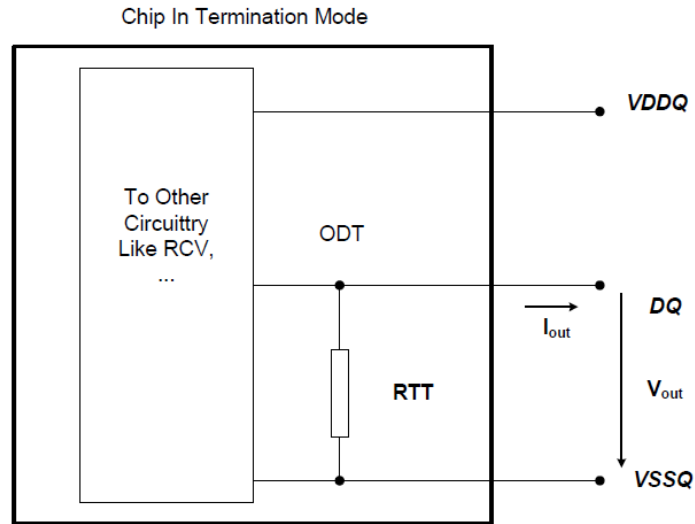 Chip In Termination Mode
VDDQ
To Other
Circuittry
Like RCV,
...
ODT
DQ
Iout
RTT
Vout
VSSQ